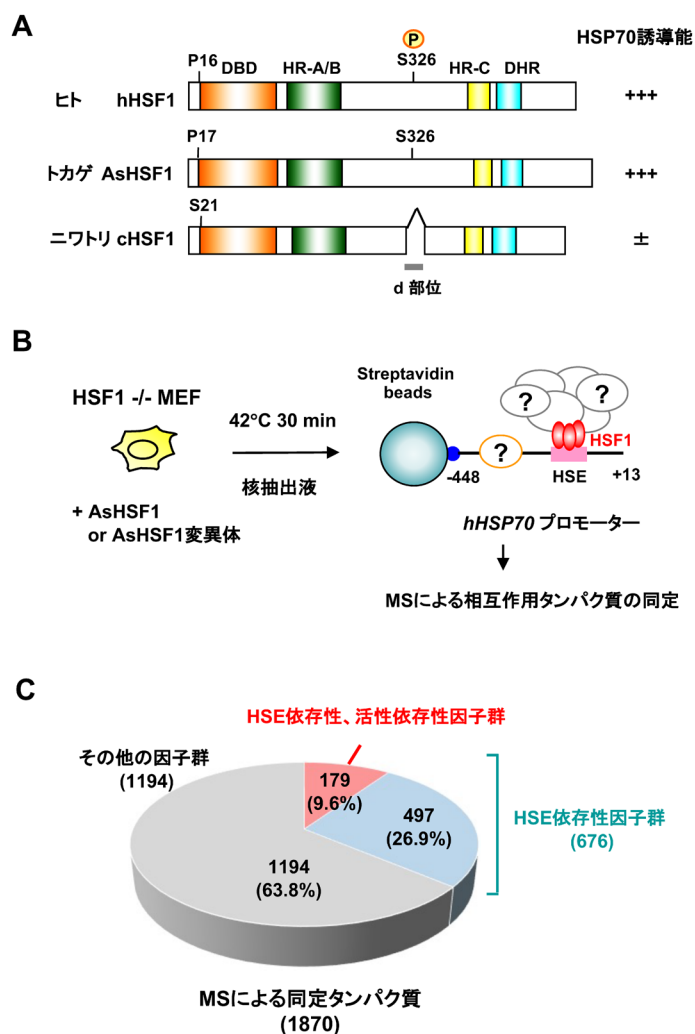 A
HSP70誘導能
P
P16 DBD HR-A/B S326 HR-C DHR
ヒト hHSF1 +++
P17 S326
トカゲ AsHSF1 +++
S21
ニワトリ cHSF1 ±
d 部位
B
Streptavidin
beads
HSF1 -/- MEF
42°C 30 min
核抽出液
? ? ?
HSF1
-448 HSE +13
+ AsHSF1
or AsHSF1変異体
hHSP70 プロモーター
MSによる相互作用タンパク質の同定
C
HSE依存性、活性依存性因子群
その他の因子群
(1194)
179
(9.6%)
497
(26.9%)
HSE依存性因子群
(676)
1194
(63.8%)
MSによる同定タンパク質
(1870)